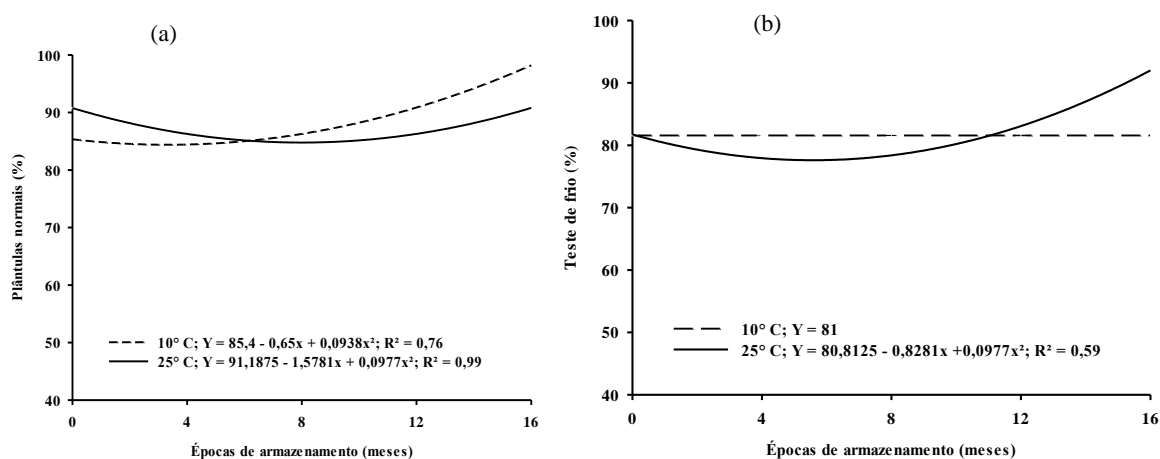 (a)
100
90
80
70
60
50
40
Plântulas normais (%)
10° C; Y = 85,4 - 0,65x + 0,0938x²; R² = 0,76
25° C; Y = 91,1875 - 1,5781x + 0,0977x²; R² = 0,99
0 4 8 12 16
Épocas de armazenamento (meses)
(b)
100
90
80
70
60
50
40
Teste de frio (%)
10° C; Y = 81
25° C; Y = 80,8125 - 0,8281x +0,0977x²; R² = 0,59
0 4 8 12 16
Épocas de armazenamento (meses)